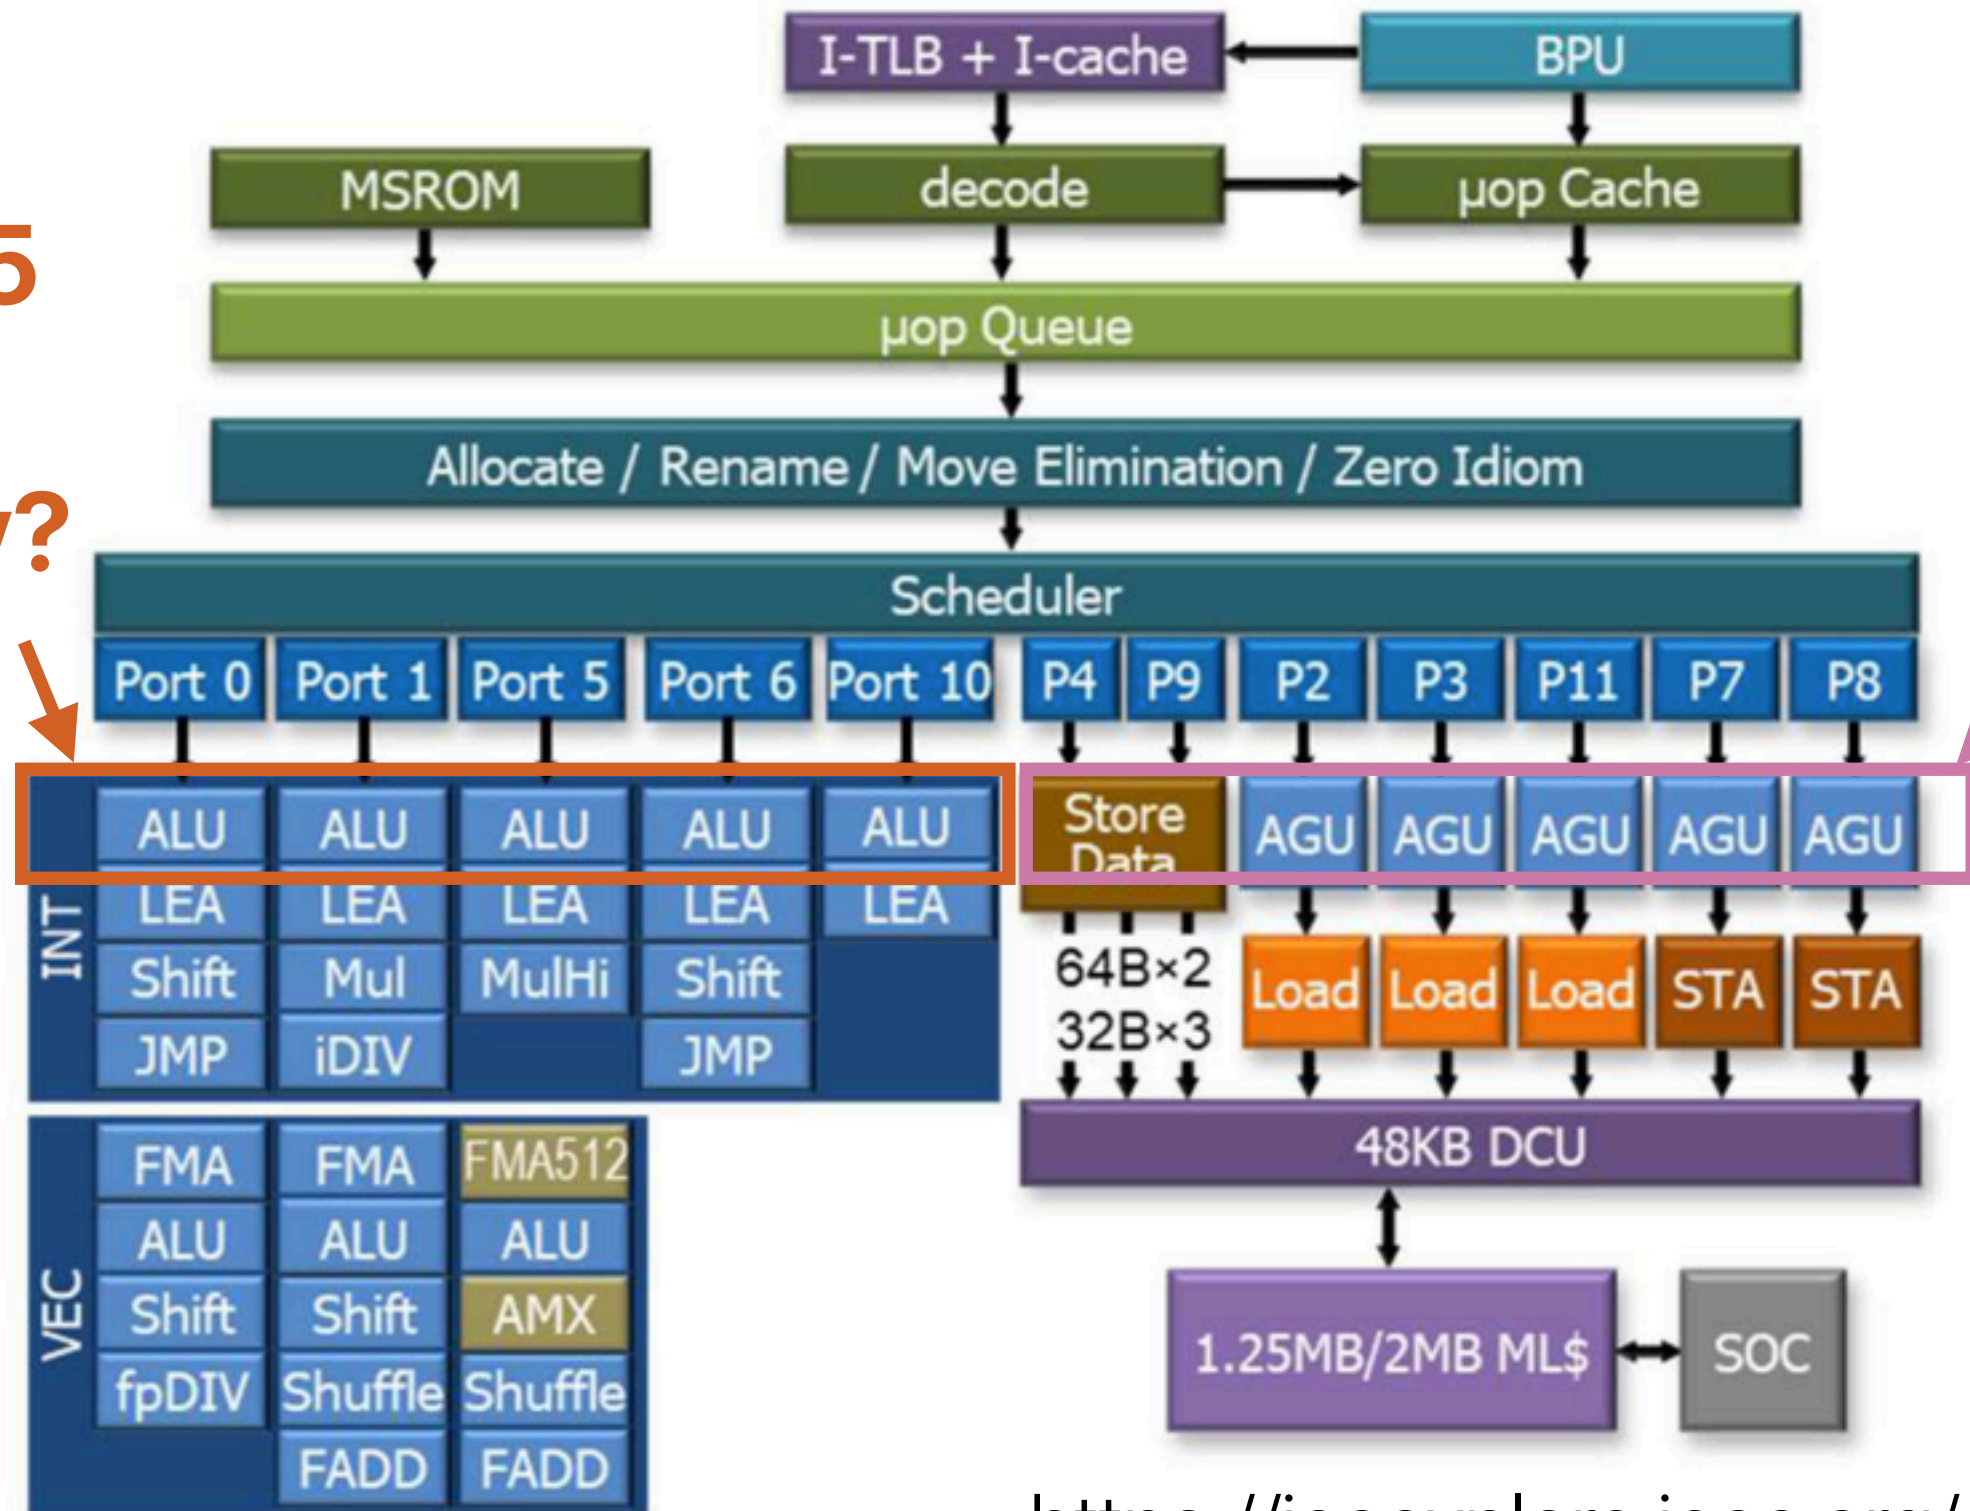 I-TLB + I-cache BPU
MSROM decode µop Cache
5
µop Queue
Allocate / Rename / Move Elimination / Zero Idiom
?
Scheduler
Port 0 Port 1 Port 5 Port 6 Port 10 P4 P9 P2 P3 P11 P7 P8
ALU ALU ALU ALU ALU Store Data AGU AGU AGU AGU AGU
INT
LEA LEA LEA LEA LEA
Shift Mul MulHi Shift 64B×2 Load Load Load STA STA
32B×3
JMP iDIV JMP
48KB DCU
VEC
FMA FMA FMA512
ALU ALU ALU
Shift Shift AMX
1.25MB/2MB ML$ SOC
fpDIV Shuffle Shuffle
FADD FADD